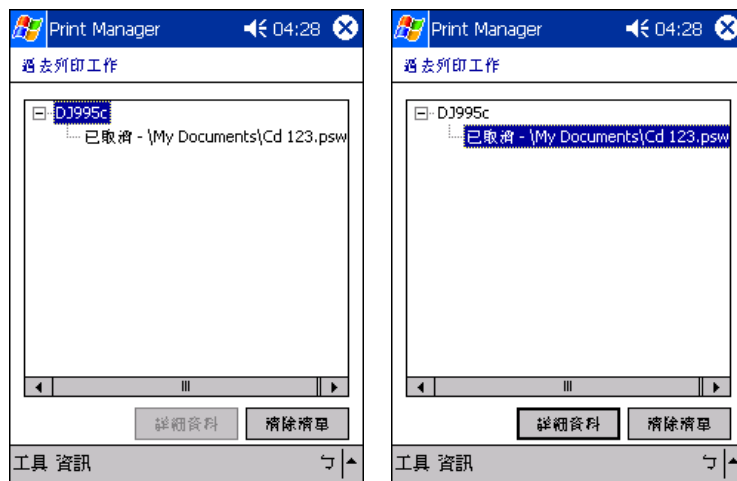 Print Manager 04:28
過去列印工作
DJ995c
已取消 - \My Documents\Cd 123.psw
詳細資料 清除清單
工具 資訊 ㄅ
Print Manager 04:28
過去列印工作
DJ995c
已取消 - \My Documents\Cd 123.psw
詳細資料 清除清單
工具 資訊 ㄅ